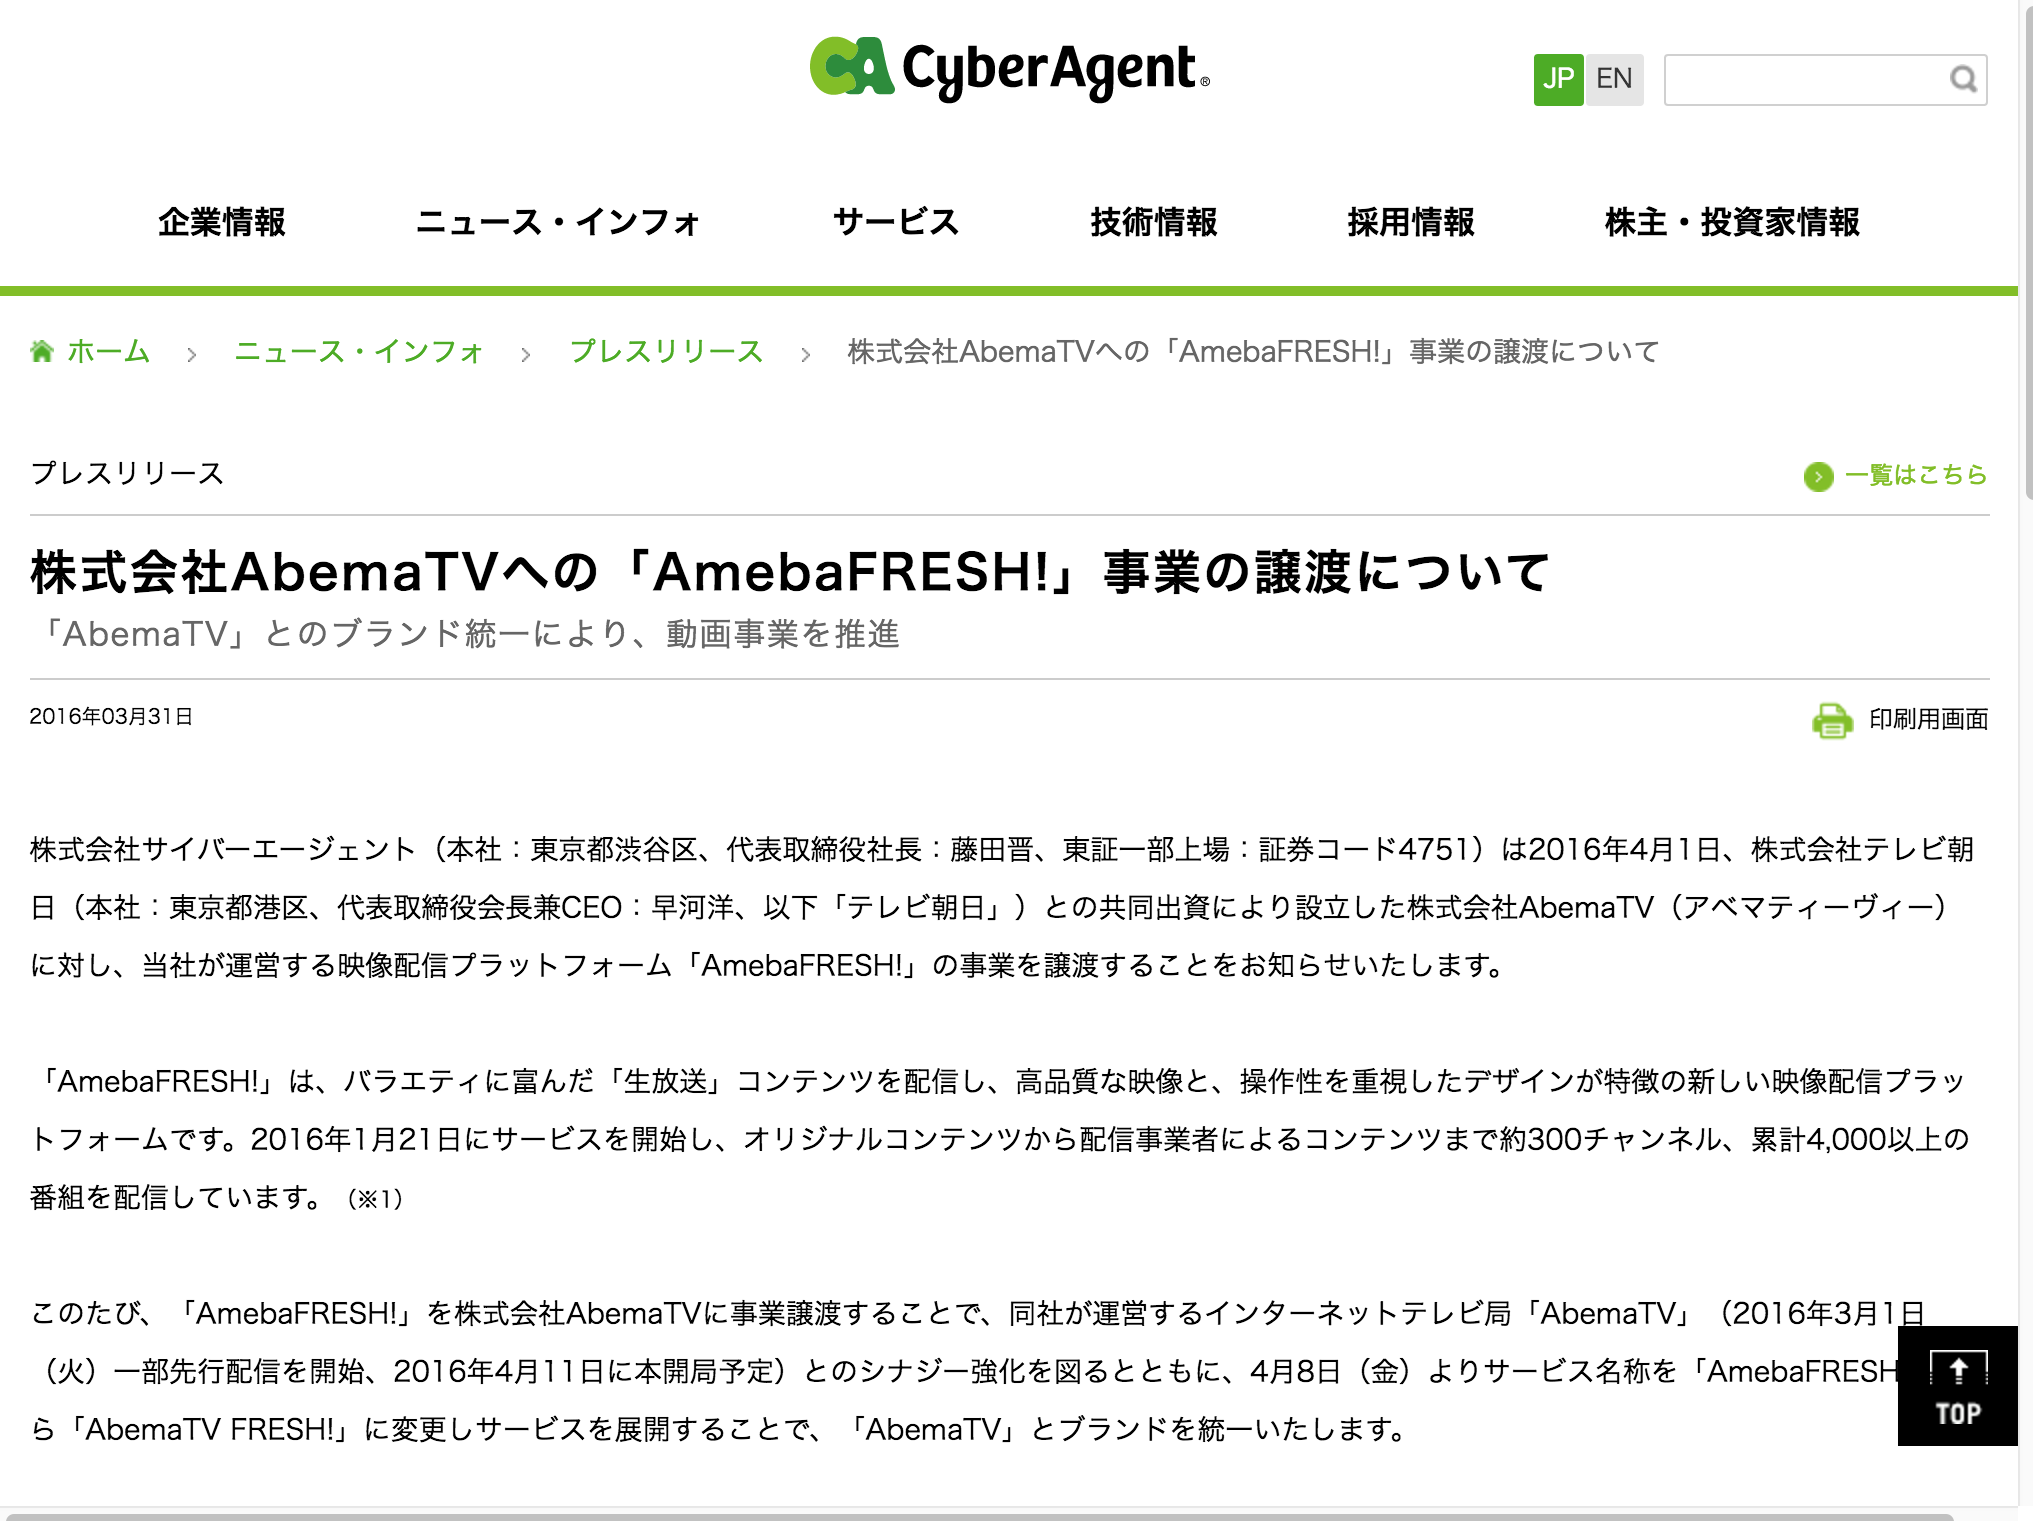 CA CyberAgent®
JP EN
企業情報 ニュース・インフォ サービス 技術情報 採用情報 株主・投資家情報
ホーム > ニュース・インフォ > プレスリリース > 株式会社AbemaTVへの「AmebaFRESH!」事業の譲渡について
プレスリリース
一覧はこちら
株式会社AbemaTVへの「AmebaFRESH!」事業の譲渡について
「AbemaTV」とのブランド統一により、動画事業を推進
2016年03月31日
印刷用画面
株式会社サイバーエージェント（本社：東京都渋谷区、代表取締役社長：藤田晋、東証一部上場：証券コード4751）は2016年4月1日、株式会社テレビ朝
日（本社：東京都港区、代表取締役会長兼CEO：早河洋、以下「テレビ朝日」）との共同出資により設立した株式会社AbemaTV（アベマティーヴィー）
に対し、当社が運営する映像配信プラットフォーム「AmebaFRESH!」の事業を譲渡することをお知らせいたします。
「AmebaFRESH!」は、バラエティに富んだ「生放送」コンテンツを配信し、高品質な映像と、操作性を重視したデザインが特徴の新しい映像配信プラッ
トフォームです。2016年1月21日にサービスを開始し、オリジナルコンテンツから配信事業者によるコンテンツまで約300チャンネル、累計4,000以上の
番組を配信しています。（※1）
このたび、「AmebaFRESH!」を株式会社AbemaTVに事業譲渡することで、同社が運営するインターネットテレビ局「AbemaTV」（2016年3月1日
（火）一部先行配信を開始、2016年4月11日に本開局予定）とのシナジー強化を図るとともに、4月8日（金）よりサービス名称を「AmebaFRESH
ら「AbemaTV FRESH!」に変更しサービスを展開することで、「AbemaTV」とブランドを統一いたします。
TOP